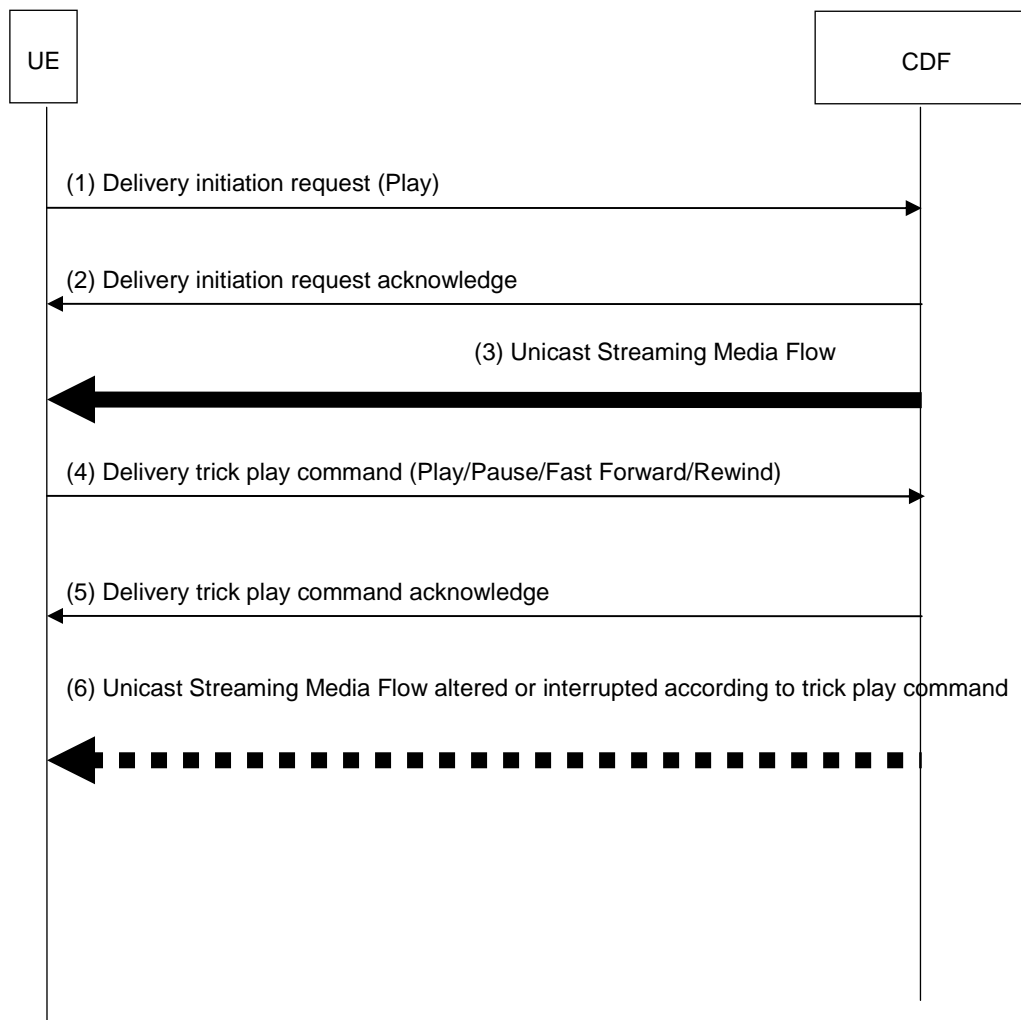 UE
CDF
(1) Delivery initiation request (Play)
(2) Delivery initiation request acknowledge
(3) Unicast Streaming Media Flow
(4) Delivery trick play command (Play/Pause/Fast Forward/Rewind)
(5) Delivery trick play command acknowledge
(6) Unicast Streaming Media Flow altered or interrupted according to trick play command